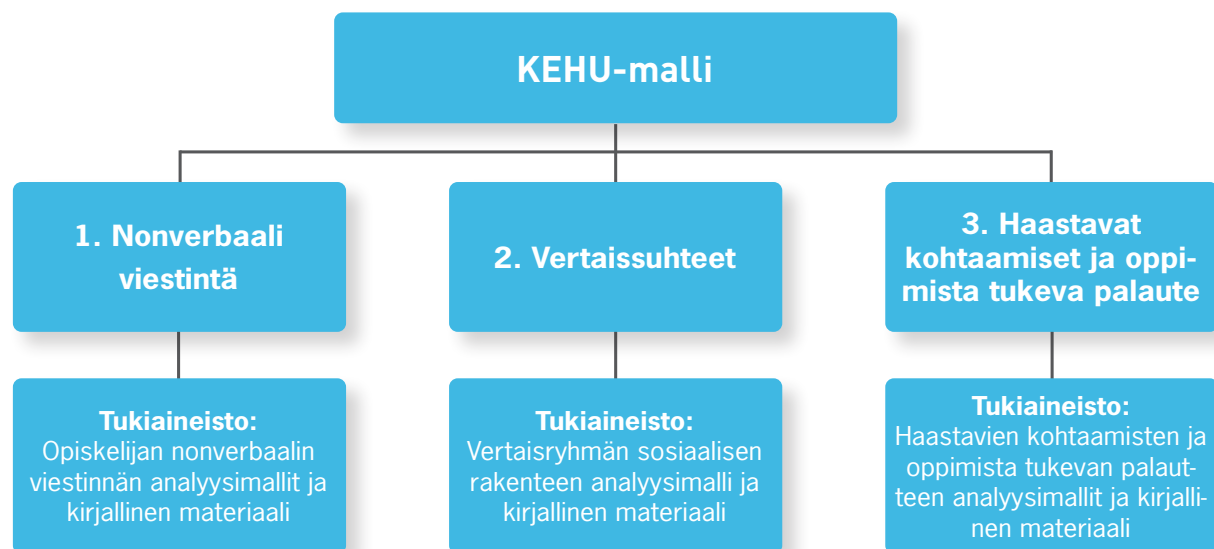 KEHU-malli
1. Nonverbaali
viestintä
2. Vertaissuhteet
3. Haastavat
kohtaamiset ja oppi-
mista tukeva palaute
Tukiaineisto:
Opiskelijan nonverbaalin
viestinnän analyysimallit ja
kirjallinen materiaali
Tukiaineisto:
Vertaisryhmän sosiaalisen
rakenteen analyysimalli ja
kirjallinen materiaali
Tukiaineisto:
Haastavien kohtaamisten ja
oppimista tukevan palaut-
teen analyysimallit ja kirjalli-
nen materiaali